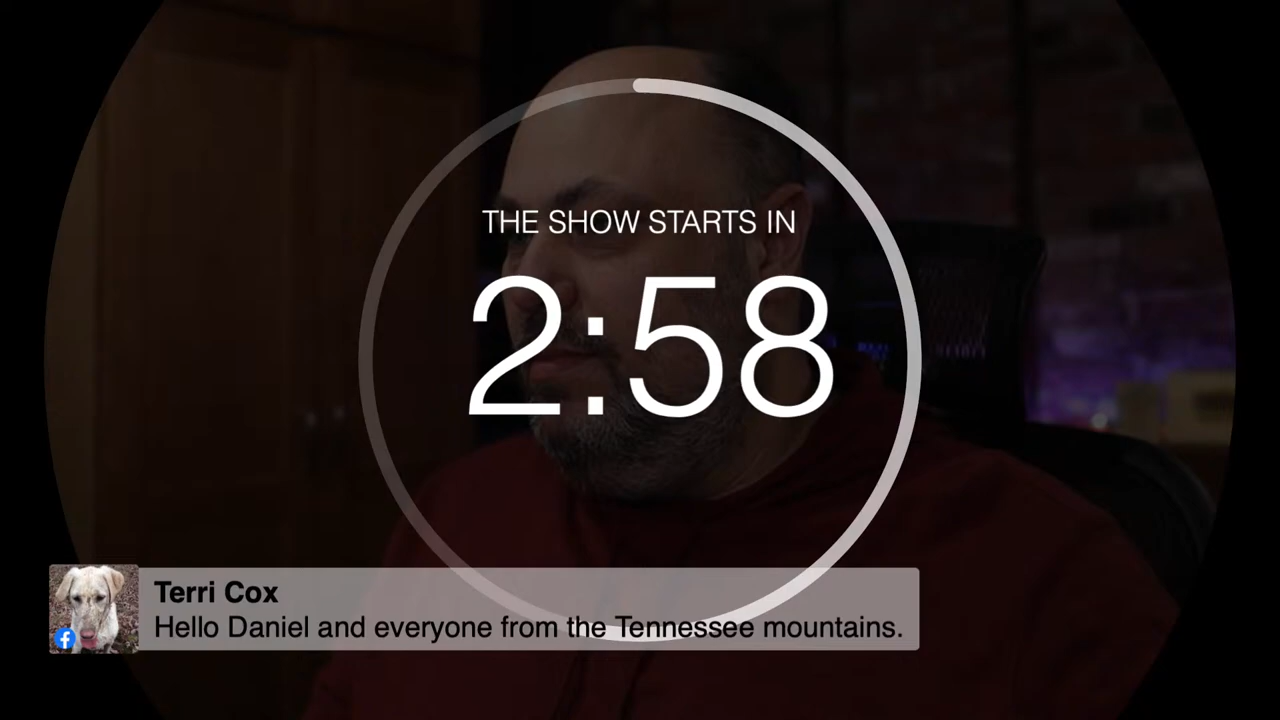 THE SHOW STARTS IN
2:58
Terri Cox
Hello Daniel and everyone from the Tennessee mountains.